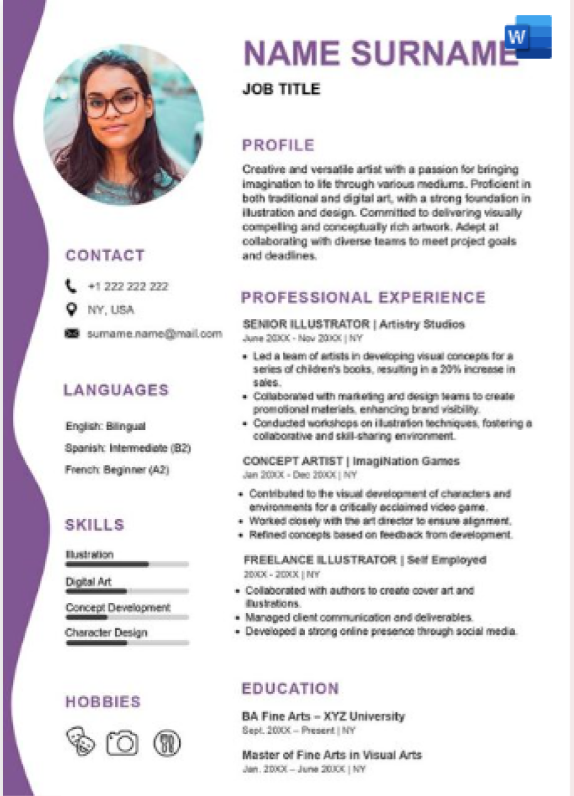 W
NAME SURNAME
JOB TITLE
PROFILE
Creative and versatile artist with a passion for bringing
imagination to life through various mediums. Proficient in
both traditional and digital art, with a strong foundation in
illustration and design. Committed to delivering visually
compelling and conceptually rich artwork. Adept at
collaborating with diverse teams to meet project goals
and deadlines.
CONTACT
+1 222 222 222
NY, USA
surname.name@mail.com
LANGUAGES
English: Bilingual
Spanish: Intermediate (B2)
French: Beginner (A2)
SKILLS
Illustration
Digital Art
Concept Development
Character Design
HOBBIES
PROFESSIONAL EXPERIENCE
SENIOR ILLUSTRATOR | Artistry Studios
June 20XX - Nov 20XX | NY
• Led a team of artists in developing visual concepts for a
series of children's books, resulting in a 20% increase in
sales.
• Collaborated with marketing and design teams to create
promotional materials, enhancing brand visibility.
• Conducted workshops on illustration techniques, fostering a
collaborative and skill-sharing environment.
CONCEPT ARTIST | ImagiNation Games
Jan 20XX - Dec 20XX | NY
• Contributed to the visual development of characters and
environments for a critically acclaimed video game.
• Worked closely with the art director to ensure alignment.
• Refined concepts based on feedback from development.
FREELANCE ILLUSTRATOR | Self Employed
20XX - 20XX | NY
• Collaborated with authors to create cover art and
illustrations.
• Managed client communication and deliverables.
• Developed a strong online presence through social media.
EDUCATION
BA Fine Arts – XYZ University
Sept. 20XX – Present | NY
Master of Fine Arts in Visual Arts
Jan. 20XX – June 20XX | NY